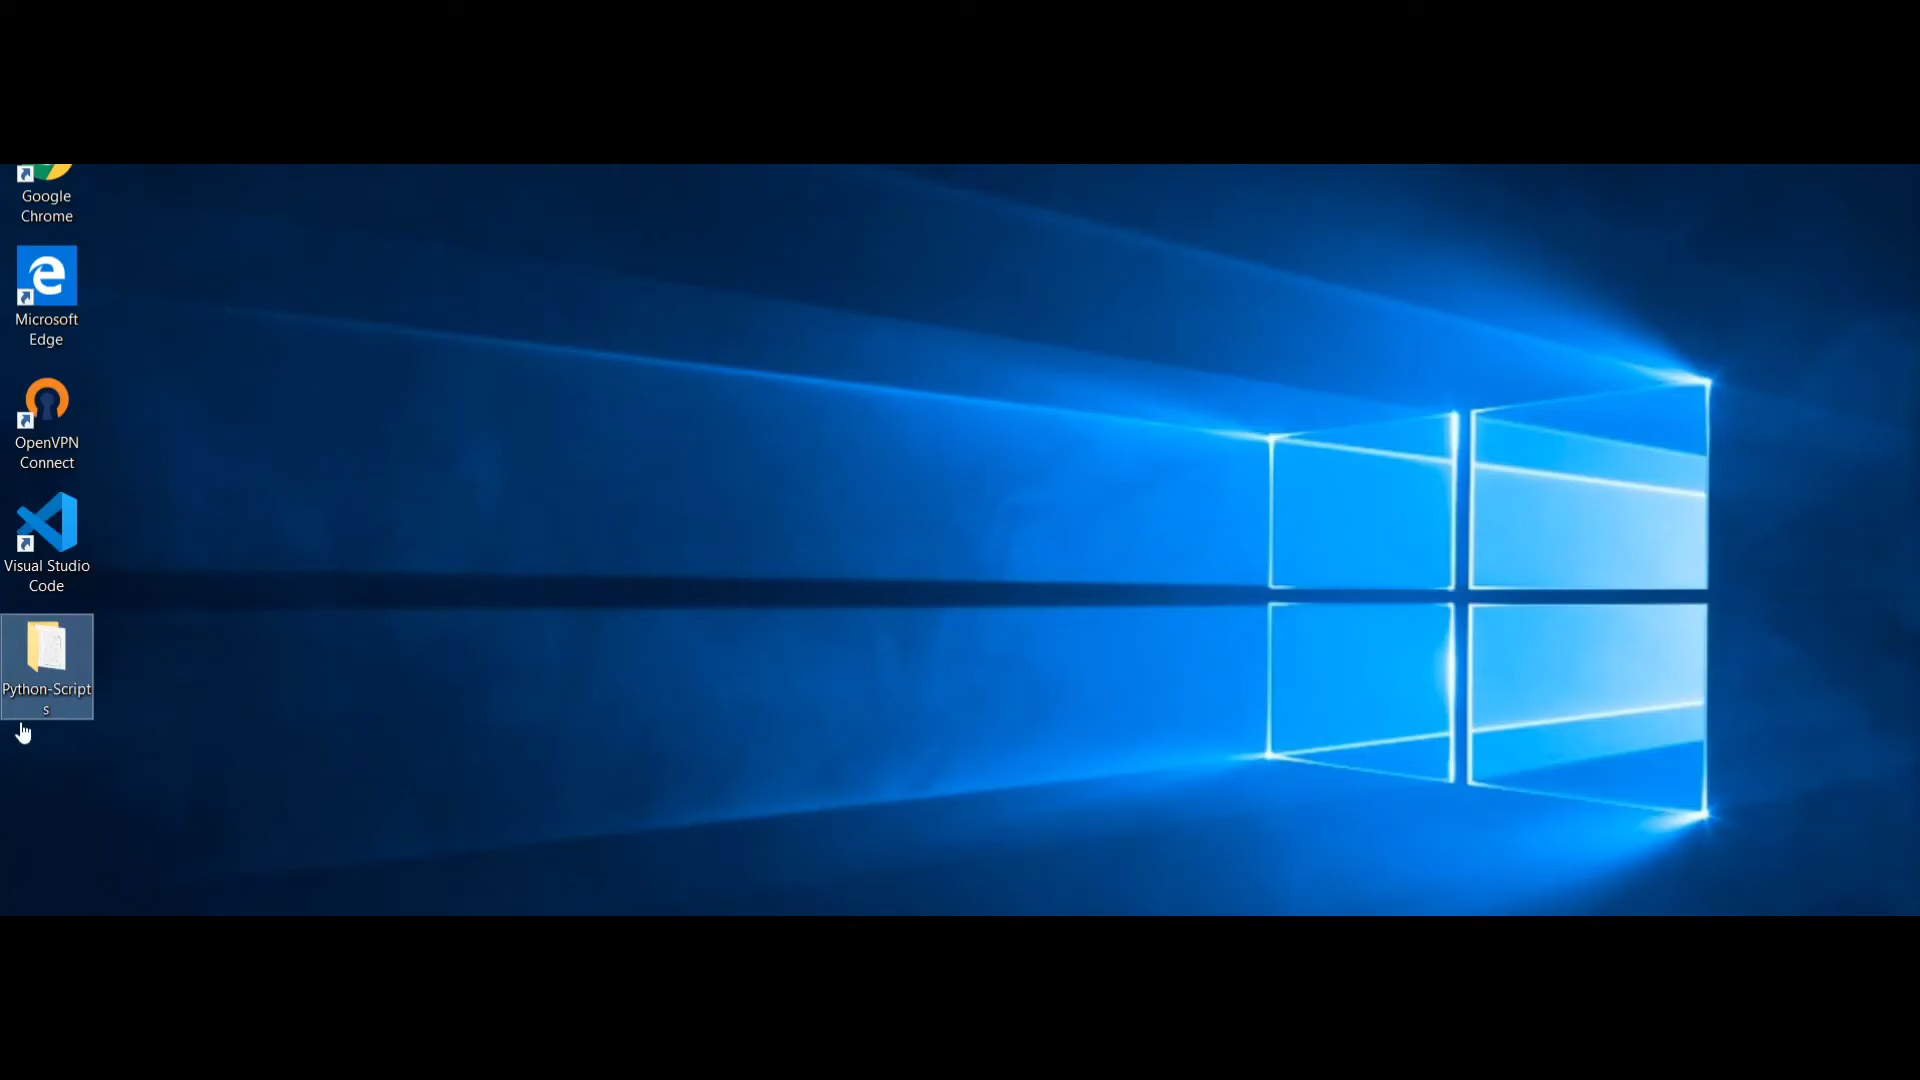 Google
Chrome
Microsoft
Edge
OpenVPN
Connect
Visual Studio
Code
Python-Script
s